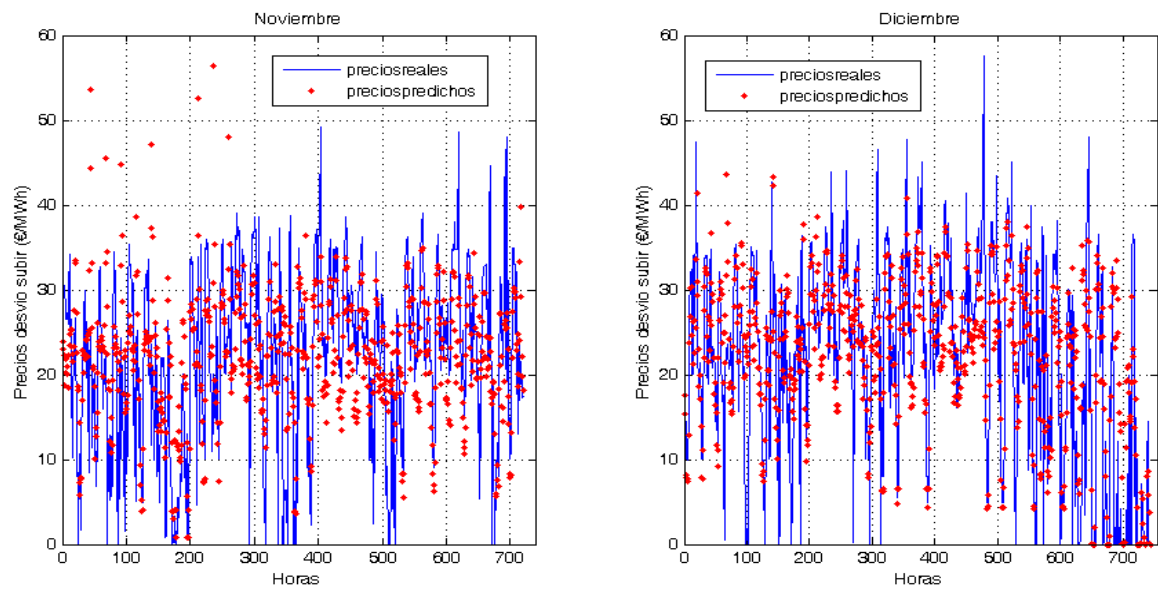 Noviembre
60
50
40
30
20
10
0
Precios desvio subir (€/MWh)
preciosreales
preciospredichos
0 100 200 300 400 500 600 700
Horas
Diciembre
60
50
40
30
20
10
0
Precios desvio subir (€/MWh)
preciosreales
preciospredichos
0 100 200 300 400 500 600 700
Horas